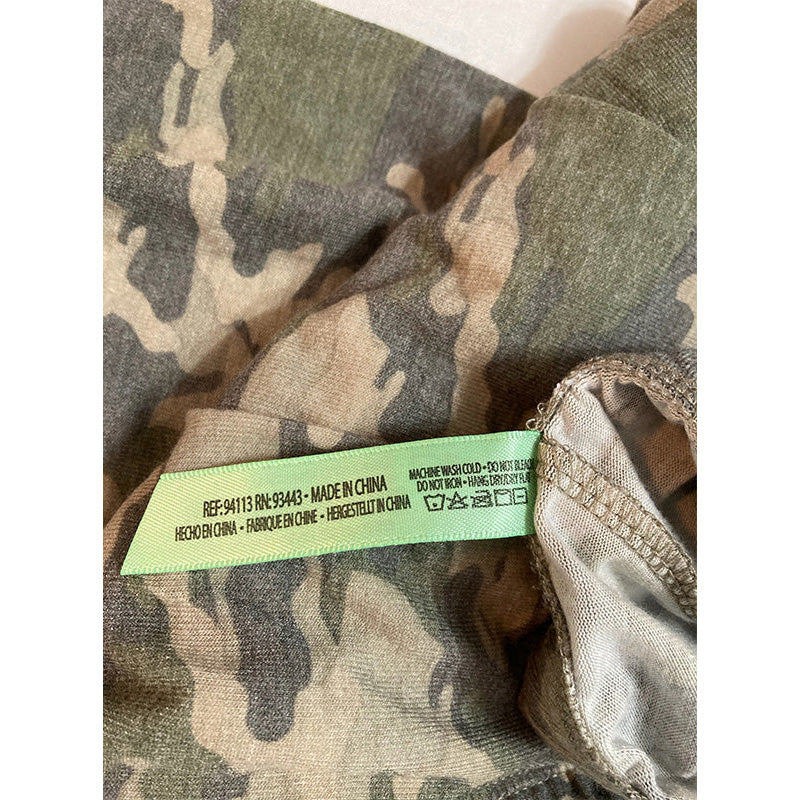 REF: 94113 RN: 93443 • MADE IN CHINA
HECHO EN CHINA • FABRIQUE EN CHINE • HERGESTELLT IN CHINA
MACHINE WASH COLD • DO NOT
DO NOT IRON • HANG DRY/DRY